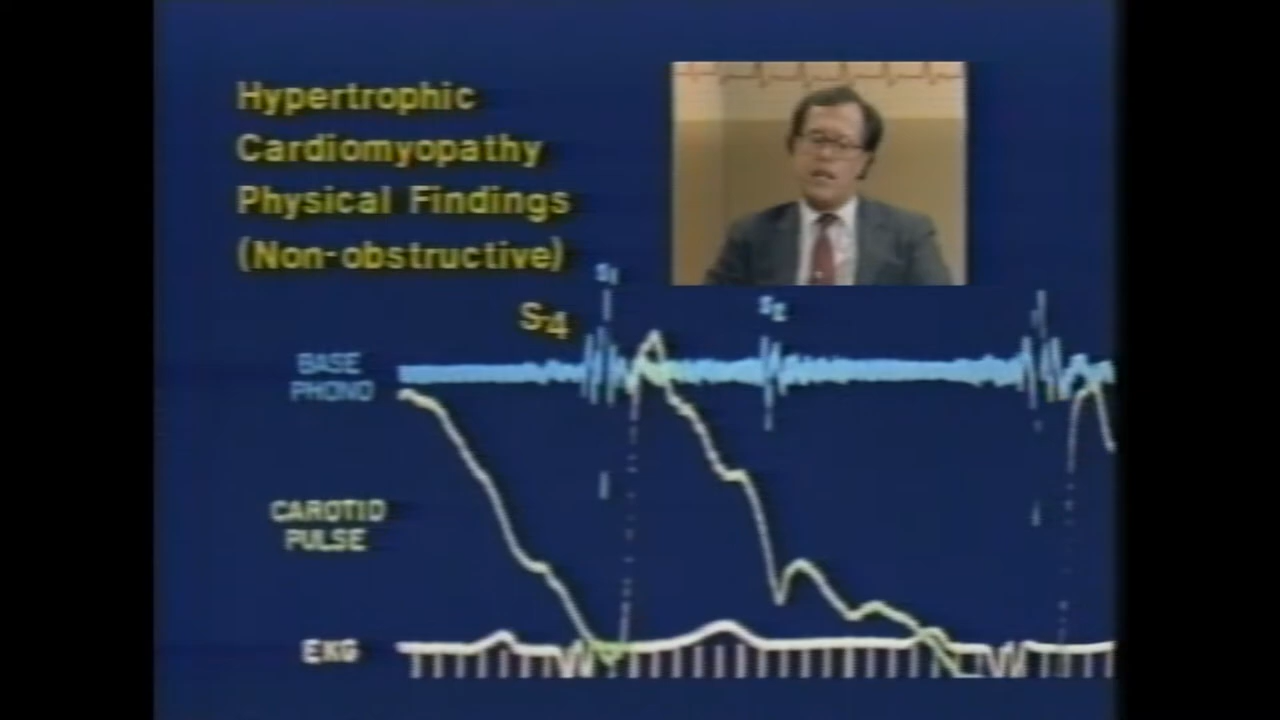 Hypertrophic
Cardiomyopathy
Physical Findings
(Non-obstructive)
S4
S1
S2
BASE
PHONO
CAROTID
PULSE
EKG